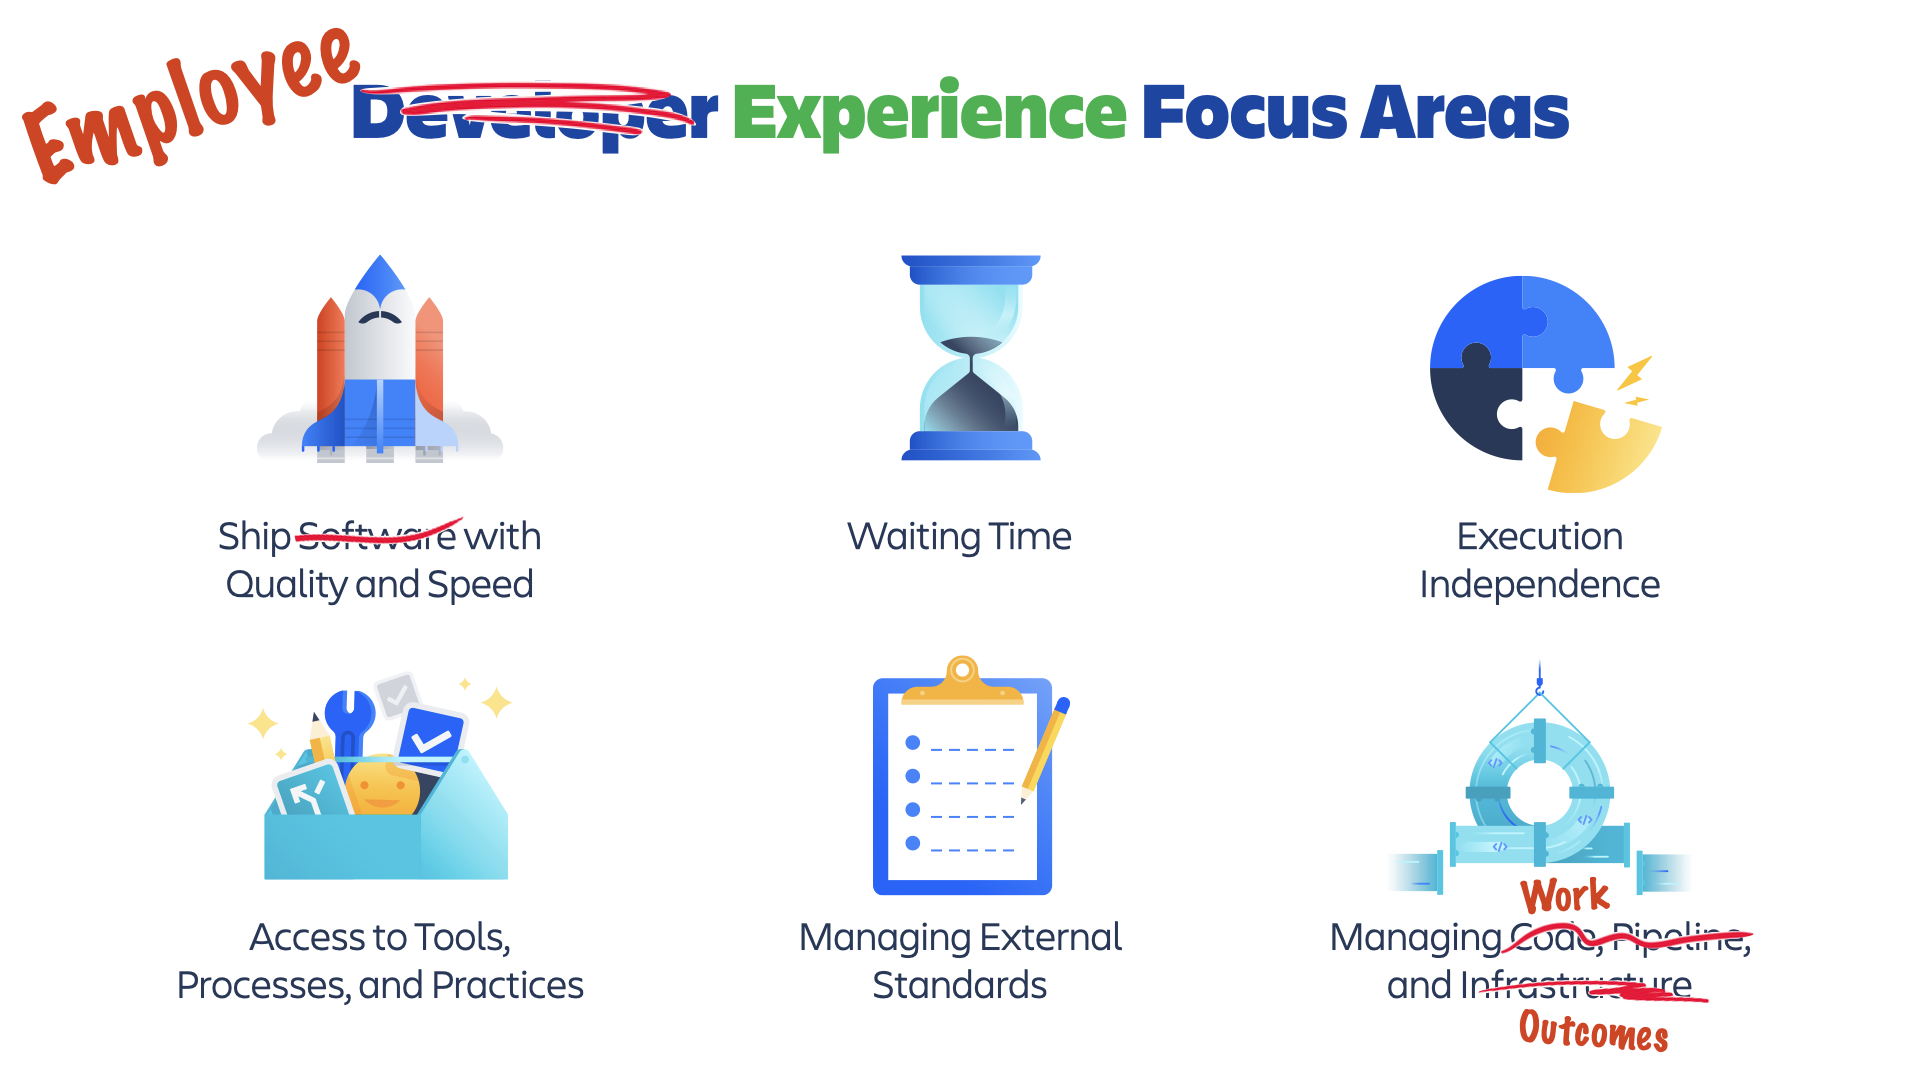 Employee
Developer Experience Focus Areas
Ship Software with
Quality and Speed
Waiting Time
Execution
Independence
Access to Tools,
Processes, and Practices
Managing External
Standards
Work
Managing Code, Pipeline,
and Infrastructure
Outcomes